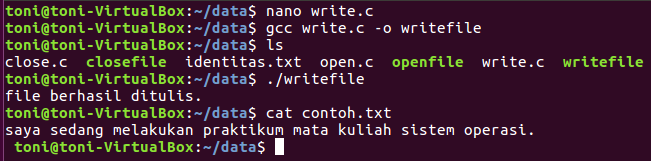 toni@toni-VirtualBox:~/data$ nano write.c
toni@toni-VirtualBox:~/data$ gcc write.c -o writefile
toni@toni-VirtualBox:~/data$ ls
close.c  closefile  identitas.txt  open.c  openfile  write.c  writefile
toni@toni-VirtualBox:~/data$ ./writefile
file berhasil ditulis.
toni@toni-VirtualBox:~/data$ cat contoh.txt
saya sedang melakukan praktikum mata kuliah sistem operasi.
 toni@toni-VirtualBox:~/data$